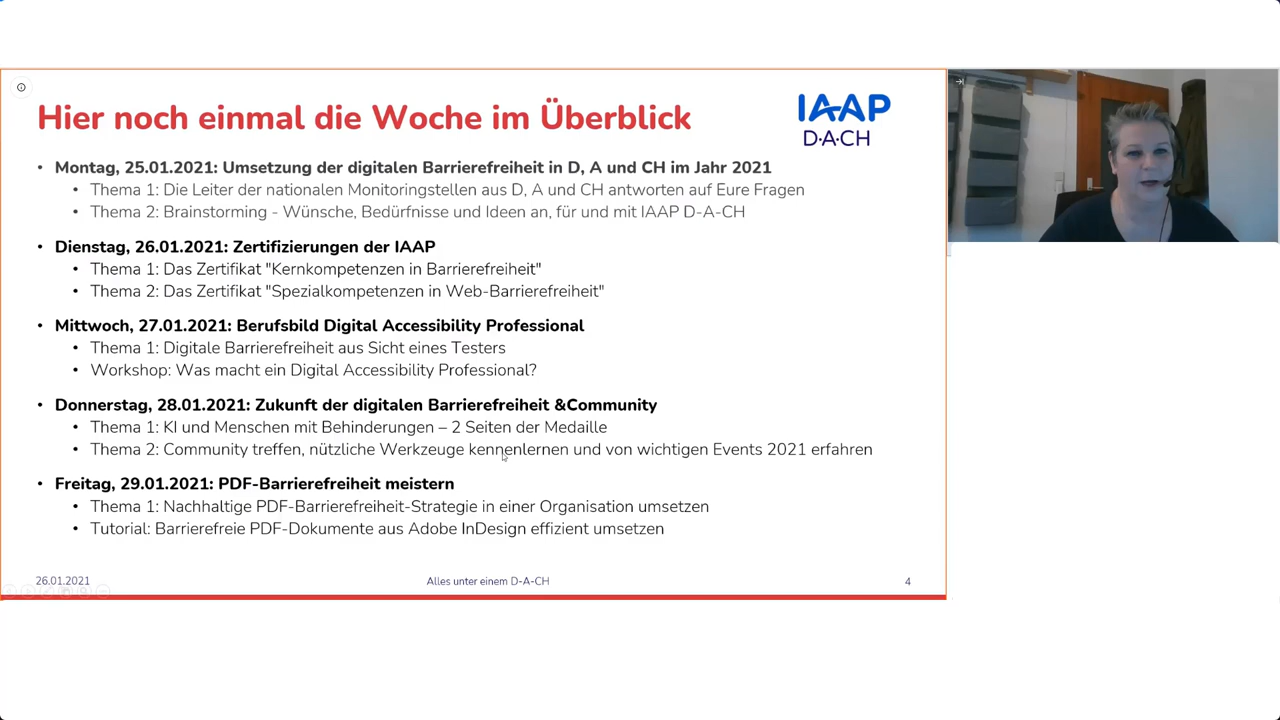 Hier noch einmal die Woche im Überblick
IAAP
D·A·CH
• Montag, 25.01.2021: Umsetzung der digitalen Barrierefreiheit in D, A und CH im Jahr 2021
• Thema 1: Die Leiter der nationalen Monitoringstellen aus D, A und CH antworten auf Eure Fragen
• Thema 2: Brainstorming - Wünsche, Bedürfnisse und Ideen an, für und mit IAAP D-A-CH
• Dienstag, 26.01.2021: Zertifizierungen der IAAP
• Thema 1: Das Zertifikat "Kernkompetenzen in Barrierefreiheit"
• Thema 2: Das Zertifikat "Spezialkompetenzen in Web-Barrierefreiheit"
• Mittwoch, 27.01.2021: Berufsbild Digital Accessibility Professional
• Thema 1: Digitale Barrierefreiheit aus Sicht eines Testers
• Workshop: Was macht ein Digital Accessibility Professional?
• Donnerstag, 28.01.2021: Zukunft der digitalen Barrierefreiheit &Community
• Thema 1: KI und Menschen mit Behinderungen – 2 Seiten der Medaille
• Thema 2: Community treffen, nützliche Werkzeuge kennenlernen und von wichtigen Events 2021 erfahren
• Freitag, 29.01.2021: PDF-Barrierefreiheit meistern
• Thema 1: Nachhaltige PDF-Barrierefreiheit-Strategie in einer Organisation umsetzen
• Tutorial: Barrierefreie PDF-Dokumente aus Adobe InDesign effizient umsetzen
26.01.2021
Alles unter einem D-A-CH
4